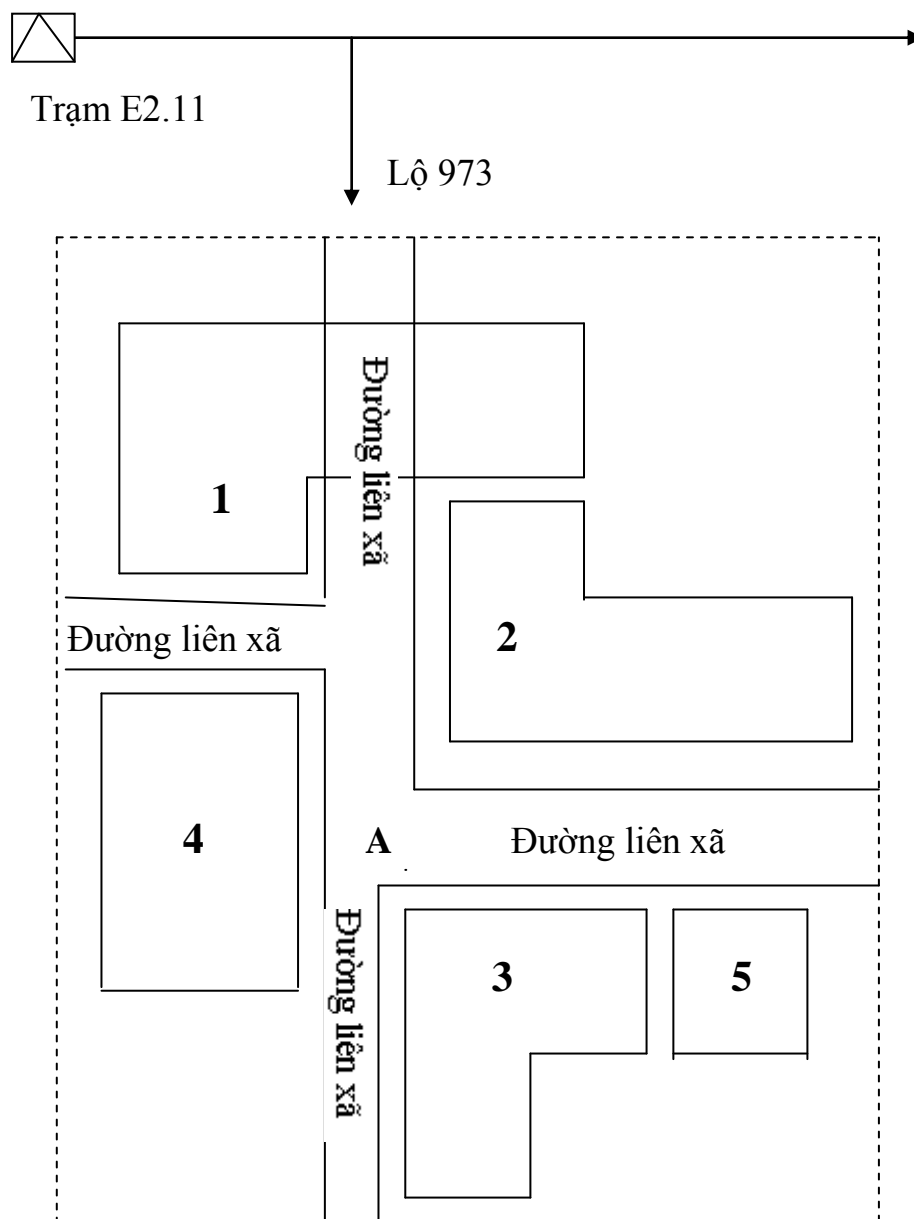 Trạm E2.11
Lộ 973
Đường liên xã
1
2
Đường liên xã
4
A
Đường liên xã
Đường liên xã
3
5